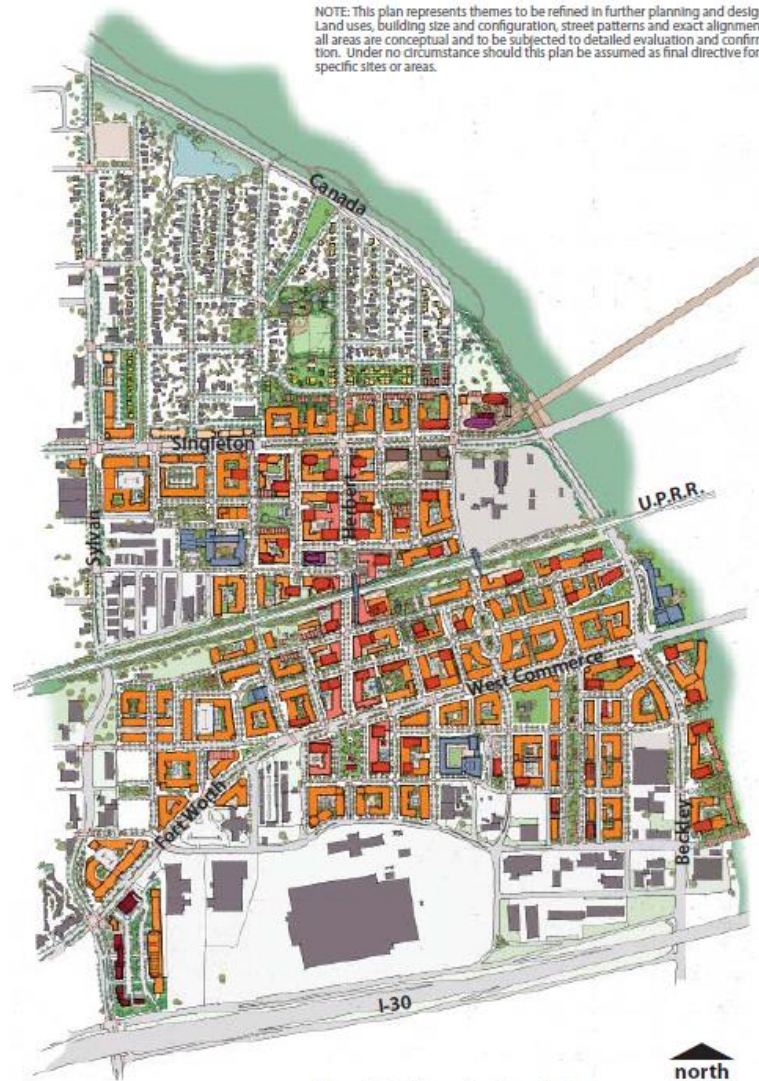 NOTE: This plan represents themes to be refined in further planning and desig
Land uses, building size and configuration, street patterns and exact alignmen
all areas are conceptual and to be subjected to detailed evaluation and confirm
tion. Under no circumstance should this plan be assumed as final directive for
specific sites or areas.
Canada
Singleton
Herbert
Sylvan
U.P.R.R.
West Commerce
Fort Worth
Beckley
I-30
north